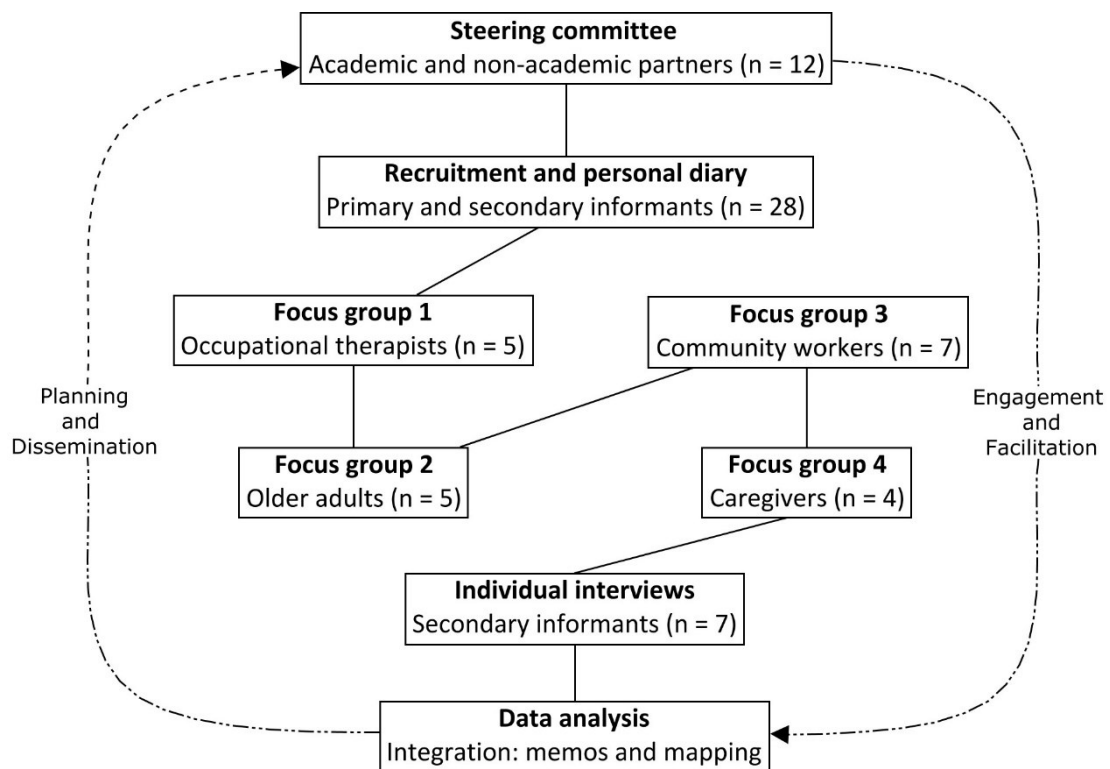 Steering committee
Academic and non-academic partners (n = 12)
Recruitment and personal diary
Primary and secondary informants (n = 28)
Focus group 1
Occupational therapists (n = 5)
Focus group 3
Community workers (n = 7)
Planning
and
Dissemination
Engagement
and
Facilitation
Focus group 2
Older adults (n = 5)
Focus group 4
Caregivers (n = 4)
Individual interviews
Secondary informants (n = 7)
Data analysis
Integration: memos and mapping